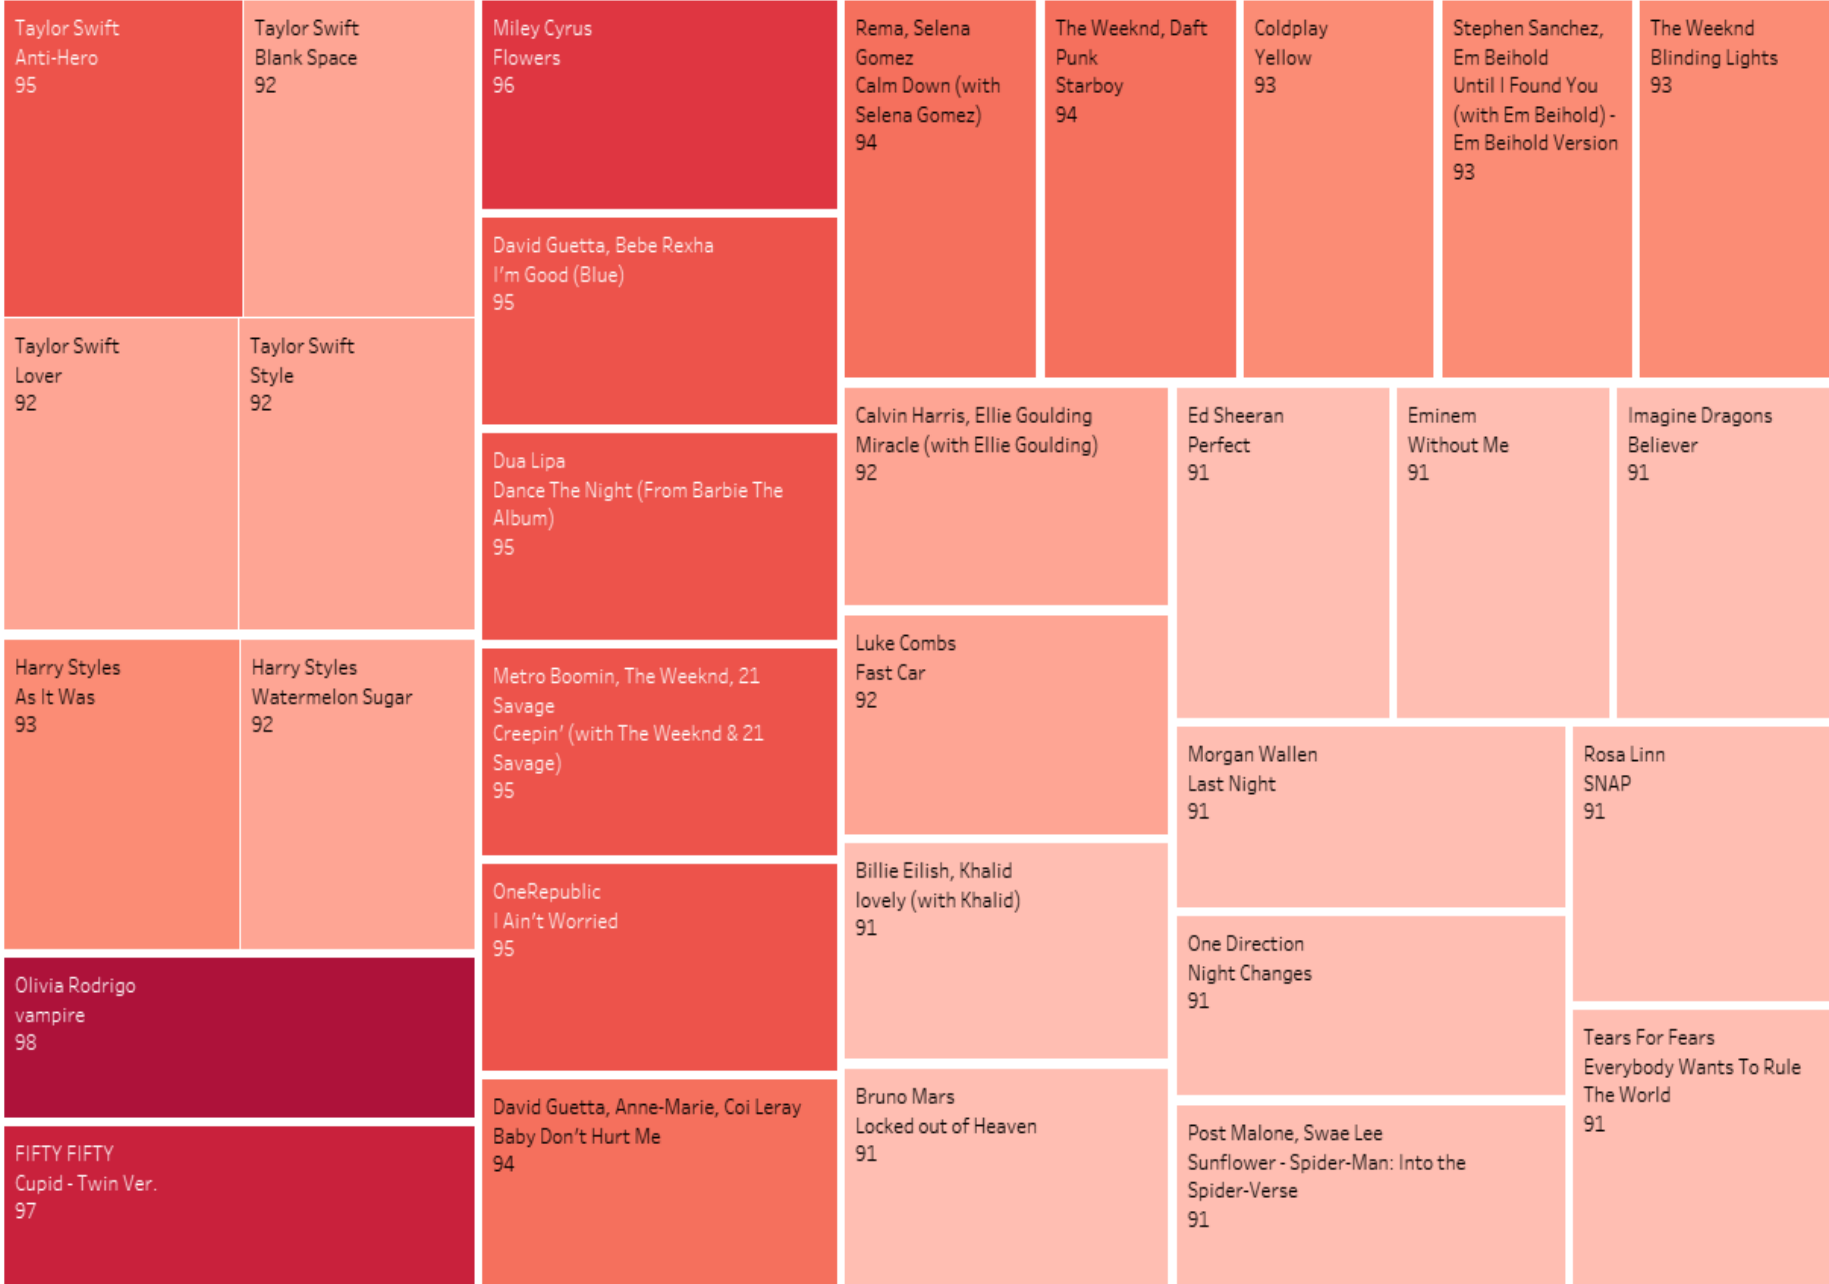 Taylor Swift
Anti-Hero
95
Taylor Swift
Blank Space
92
Taylor Swift
Lover
92
Taylor Swift
Style
92
Harry Styles
As It Was
93
Harry Styles
Watermelon Sugar
92
Olivia Rodrigo
vampire
98
FIFTY FIFTY
Cupid - Twin Ver.
97
Miley Cyrus
Flowers
96
David Guetta, Bebe Rexha
I'm Good (Blue)
95
Dua Lipa
Dance The Night (From Barbie The
Album)
95
Metro Boomin, The Weeknd, 21
Savage
Creepin' (with The Weeknd & 21
Savage)
95
OneRepublic
I Ain't Worried
95
David Guetta, Anne-Marie, Coi Leray
Baby Don't Hurt Me
94
Rema, Selena
Gomez
Calm Down (with
Selena Gomez)
94
The Weeknd, Daft
Punk
Starboy
94
Coldplay
Yellow
93
Stephen Sanchez,
Em Beihold
Until I Found You
(with Em Beihold) -
Em Beihold Version
93
The Weeknd
Blinding Lights
93
Calvin Harris, Ellie Goulding
Miracle (with Ellie Goulding)
92
Luke Combs
Fast Car
92
Billie Eilish, Khalid
lovely (with Khalid)
91
Bruno Mars
Locked out of Heaven
91
Ed Sheeran
Perfect
91
Eminem
Without Me
91
Imagine Dragons
Believer
91
Morgan Wallen
Last Night
91
One Direction
Night Changes
91
Post Malone, Swae Lee
Sunflower - Spider-Man: Into the
Spider-Verse
91
Rosa Linn
SNAP
91
Tears For Fears
Everybody Wants To Rule
The World
91